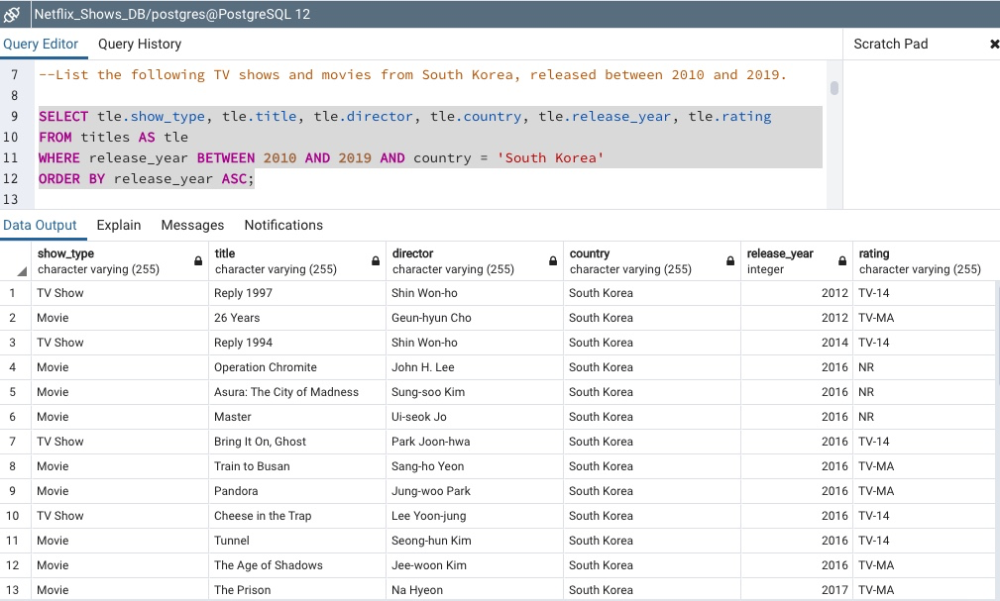 Netflix_Shows_DB/postgres@PostgreSQL 12
Query Editor Query History Scratch Pad
7 --List the following TV shows and movies from South Korea, released between 2010 and 2019.
8
9 SELECT tle.show_type, tle.title, tle.director, tle.country, tle.release_year, tle.rating
10 FROM titles AS tle
11 WHERE release_year BETWEEN 2010 AND 2019 AND country = 'South Korea'
12 ORDER BY release_year ASC;
13
Data Output Explain Messages Notifications
show_type title director country release_year rating
character varying (255) character varying (255) character varying (255) character varying (255) integer character varying (255)
1 TV Show Reply 1997 Shin Won-ho South Korea 2012 TV-14
2 Movie 26 Years Geun-hyun Cho South Korea 2012 TV-MA
3 TV Show Reply 1994 Shin Won-ho South Korea 2014 TV-14
4 Movie Operation Chromite John H. Lee South Korea 2016 NR
5 Movie Asura: The City of Madness Sung-soo Kim South Korea 2016 NR
6 Movie Master Ui-seok Jo South Korea 2016 NR
7 TV Show Bring It On, Ghost Park Joon-hwa South Korea 2016 TV-14
8 Movie Train to Busan Sang-ho Yeon South Korea 2016 TV-MA
9 Movie Pandora Jung-woo Park South Korea 2016 TV-MA
10 TV Show Cheese in the Trap Lee Yoon-jung South Korea 2016 TV-14
11 Movie Tunnel Seong-hun Kim South Korea 2016 TV-14
12 Movie The Age of Shadows Jee-woon Kim South Korea 2016 TV-MA
13 Movie The Prison Na Hyeon South Korea 2017 TV-MA